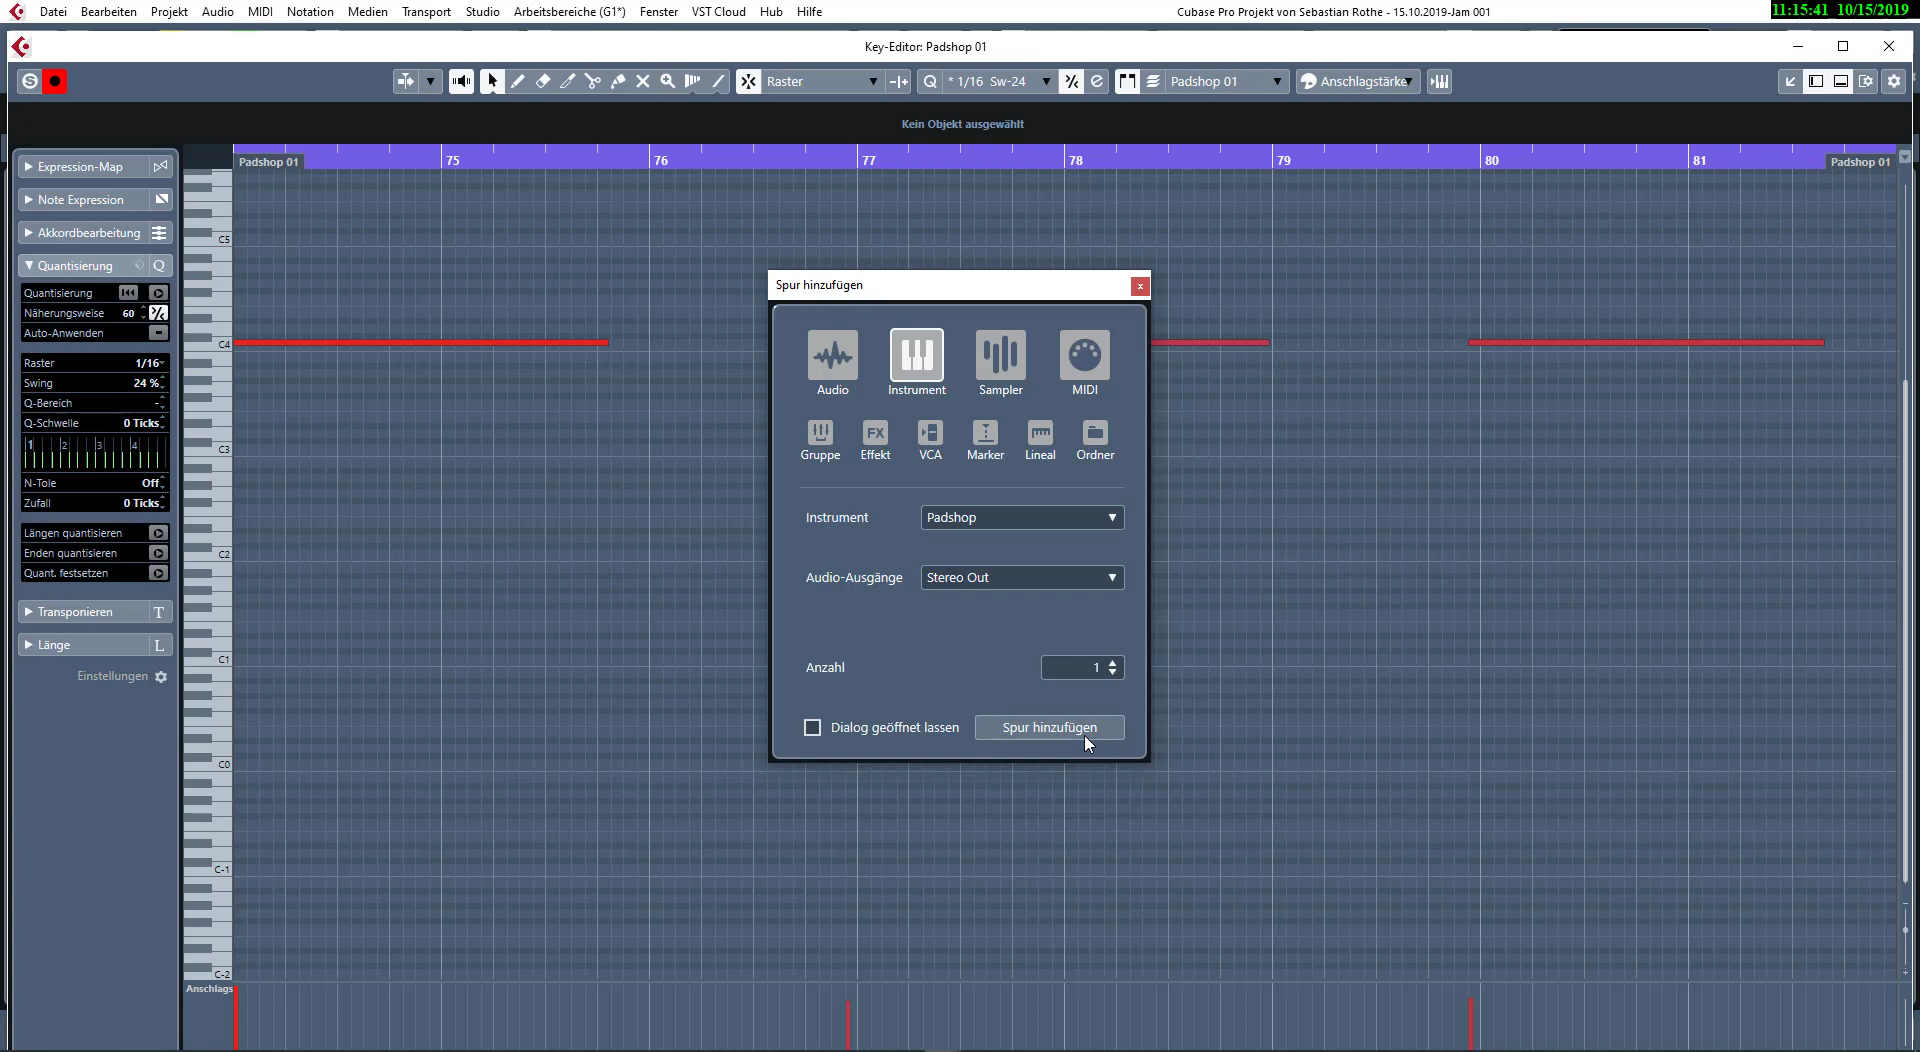 Datei Bearbeiten Projekt Audio MIDI Notation Medien Transport Studio Arbeitsbereiche (G1*) Fenster VST Cloud Hub Hilfe Cubase Pro Projekt von Sebastian Rothe - 15.10.2019-Jam 001 11:15:41 10/15/2019
Key-Editor: Padshop 01
S Raster Q * 1/16 Sw-24 Padshop 01 Anschlagstärke
Kein Objekt ausgewählt
Padshop 01 75 76 77 78 79 80 81 Padshop 01
Expression-Map
Note Expression
Akkordbearbeitung
Quantisierung Q
Quantisierung
Näherungsweise 60
Auto-Anwenden
Raster 1/16
Swing 24 %
Q-Bereich -
Q-Schwelle 0 Ticks
1 2 3 4
N-Tole Off
Zufall 0 Ticks
Längen quantisieren
Enden quantisieren
Quant. festsetzen
Transponieren T
Länge L
Einstellungen
C5
C4
C3
C2
C1
C0
C-1
C-2
Anschlags
Spur hinzufügen x
Audio Instrument Sampler MIDI
FX
Gruppe Effekt VCA Marker Lineal Ordner
Instrument Padshop
Audio-Ausgänge Stereo Out
Anzahl 1
Dialog geöffnet lassen Spur hinzufügen